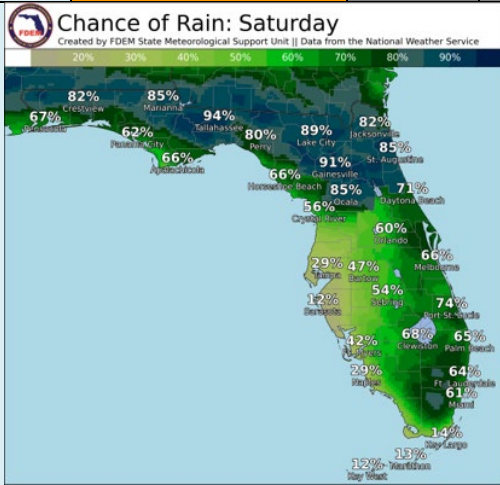 FDEM
Chance of Rain: Saturday
Created by FDEM State Meteorological Support Unit || Data from the National Weather Service
20% 30% 40% 50% 60% 70% 80% 90%
82%
Crestview
85%
Marianna
67%
Pensacola
94%
Tallahassee
62%
Panama City
80%
Perry
89%
Lake City
82%
Jacksonville
85%
St. Augustine
66%
Apalachicola
91%
Gainesville
66%
Horseshoe Beach
85%
Ocala
71%
Daytona Beach
56%
Crystal River
60%
Orlando
29%
Tampa
47%
Bartow
66%
Melbourne
12%
Sarasota
54%
Sebring
74%
Port St. Lucie
42%
Ft. Myers
68%
Clewiston
65%
Palm Beach
29%
Naples
64%
Ft. Lauderdale
61%
Miami
14%
Key Largo
13%
Marathon
12%
Key West